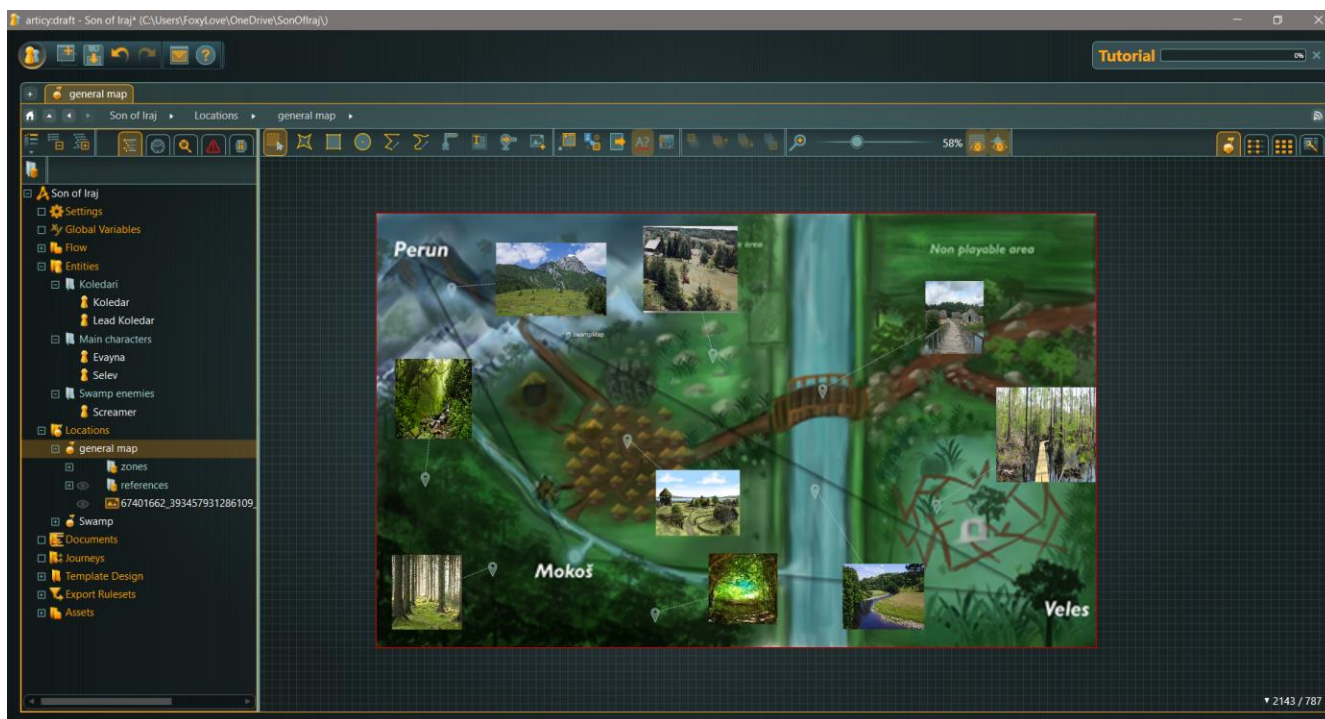 articy:draft - Son of Iraj* (C:\Users\FoxyLove\OneDrive\SonOfIraj\)
Tutorial
0%
general map
Son of Iraj
Locations
general map
58%
Son of Iraj
Settings
Global Variables
Flow
Entities
Koledari
Koledar
Lead Koledar
Main characters
Evayna
Selev
Swamp enemies
Screamer
Locations
general map
zones
references
67401662_393457931286109_
Swamp
Documents
Journeys
Template Design
Export Rulesets
Assets
Perun
e area
Non playable area
swampMap
Mokoš
Veles
2143 / 787